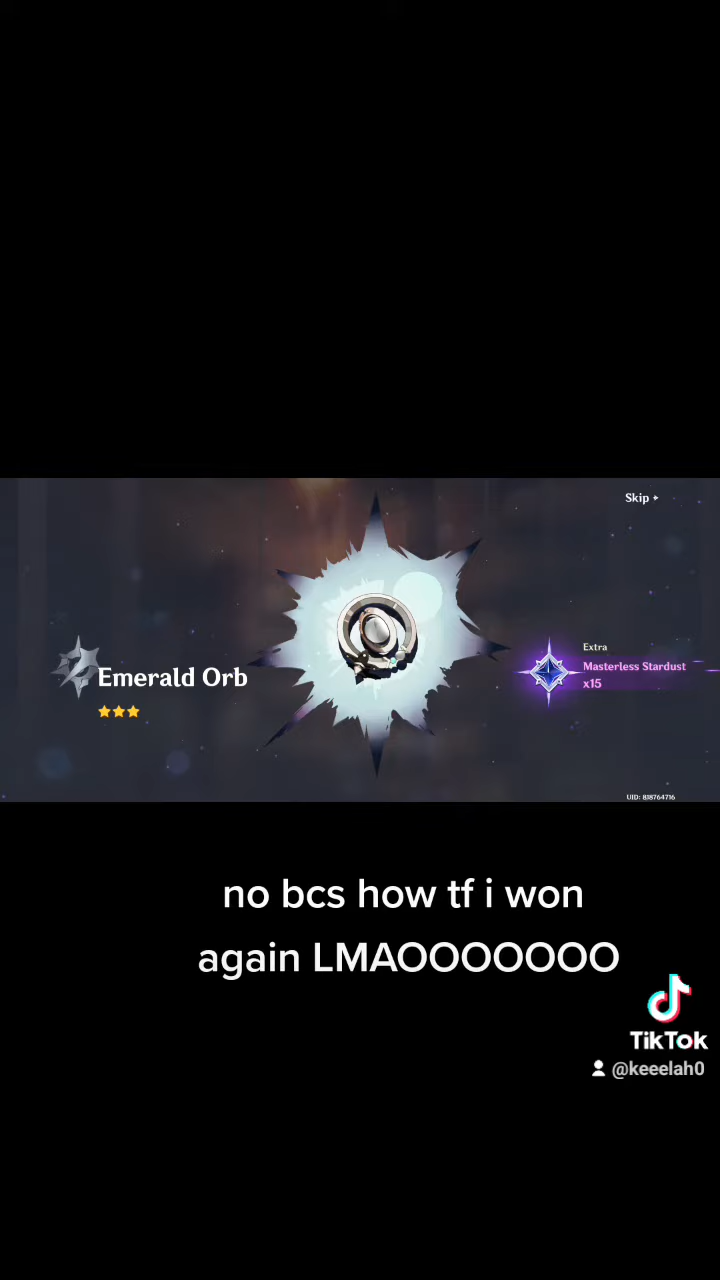 Skip
Extra
Masterless Stardust
x15
Emerald Orb
UID: 818764716
no bcs how tf i won
again LMAOOOOOOO
TikTok
@keeelah0